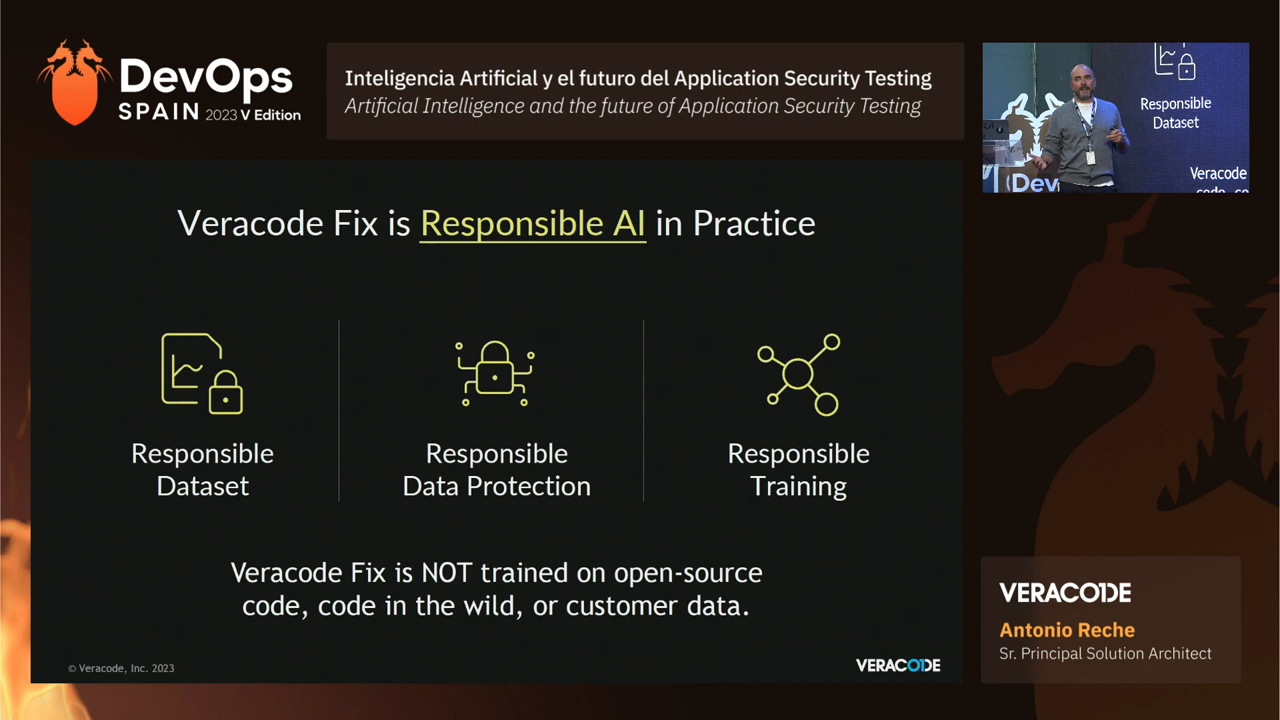 DevOps
SPAIN 2023 V Edition
Inteligencia Artificial y el futuro del Application Security Testing
Artificial Intelligence and the future of Application Security Testing
Responsible
Dataset
Veracode
Dev
Veracode Fix is Responsible AI in Practice
Responsible
Dataset
Responsible
Data Protection
Responsible
Training
Veracode Fix is NOT trained on open-source
code, code in the wild, or customer data.
© Veracode, Inc. 2023
VERACODE
VERACODE
Antonio Reche
Sr. Principal Solution Architect